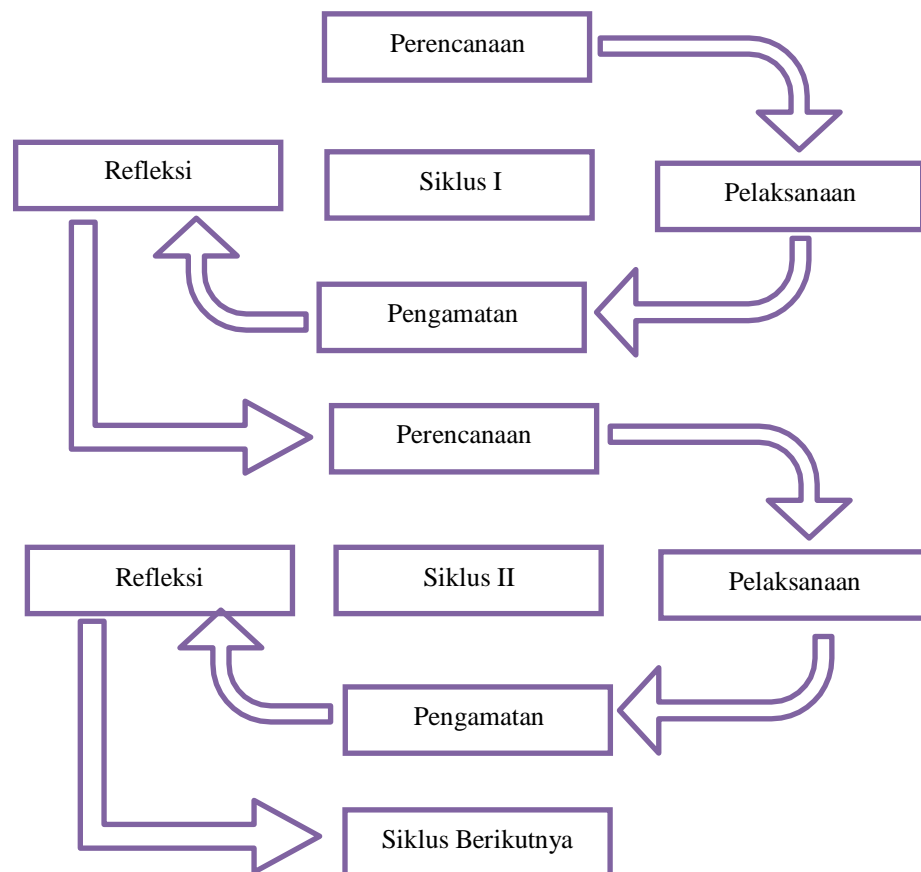 Perencanaan
Refleksi
Siklus I
Pelaksanaan
Pengamatan
Perencanaan
Refleksi
Siklus II
Pelaksanaan
Pengamatan
Siklus Berikutnya